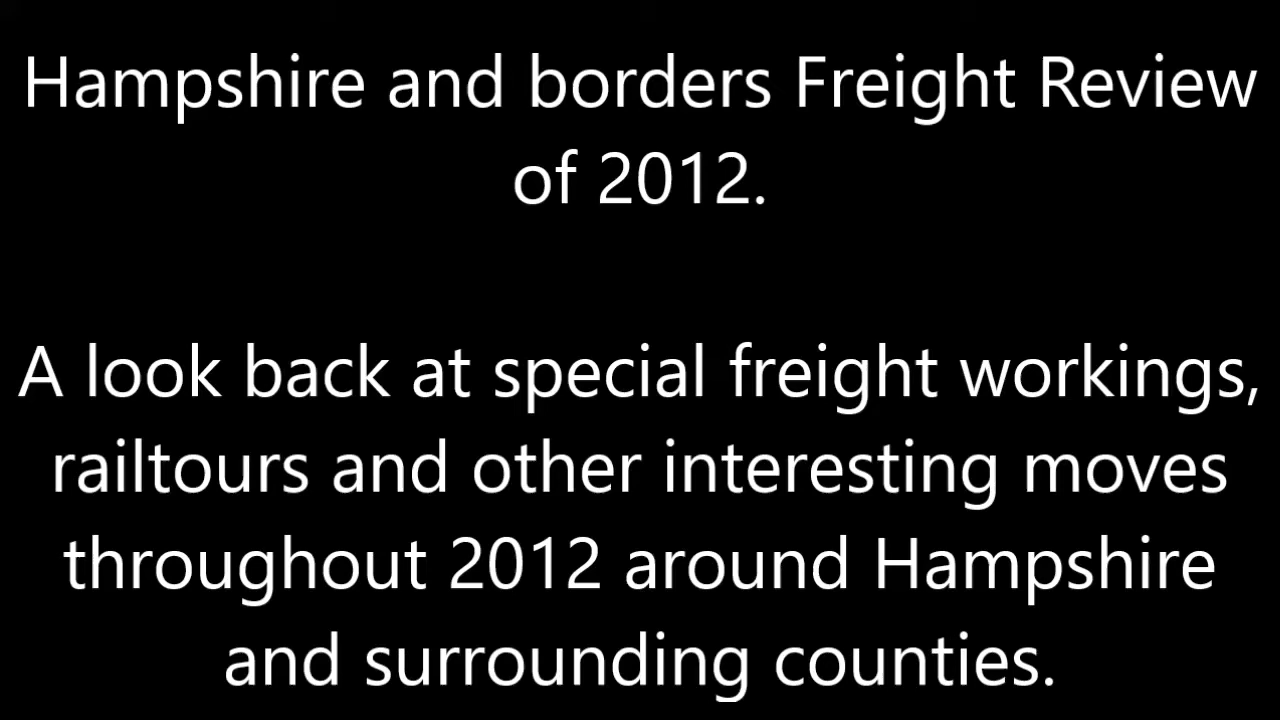 Hampshire and borders Freight Review
of 2012.
A look back at special freight workings,
railtours and other interesting moves
throughout 2012 around Hampshire
and surrounding counties.